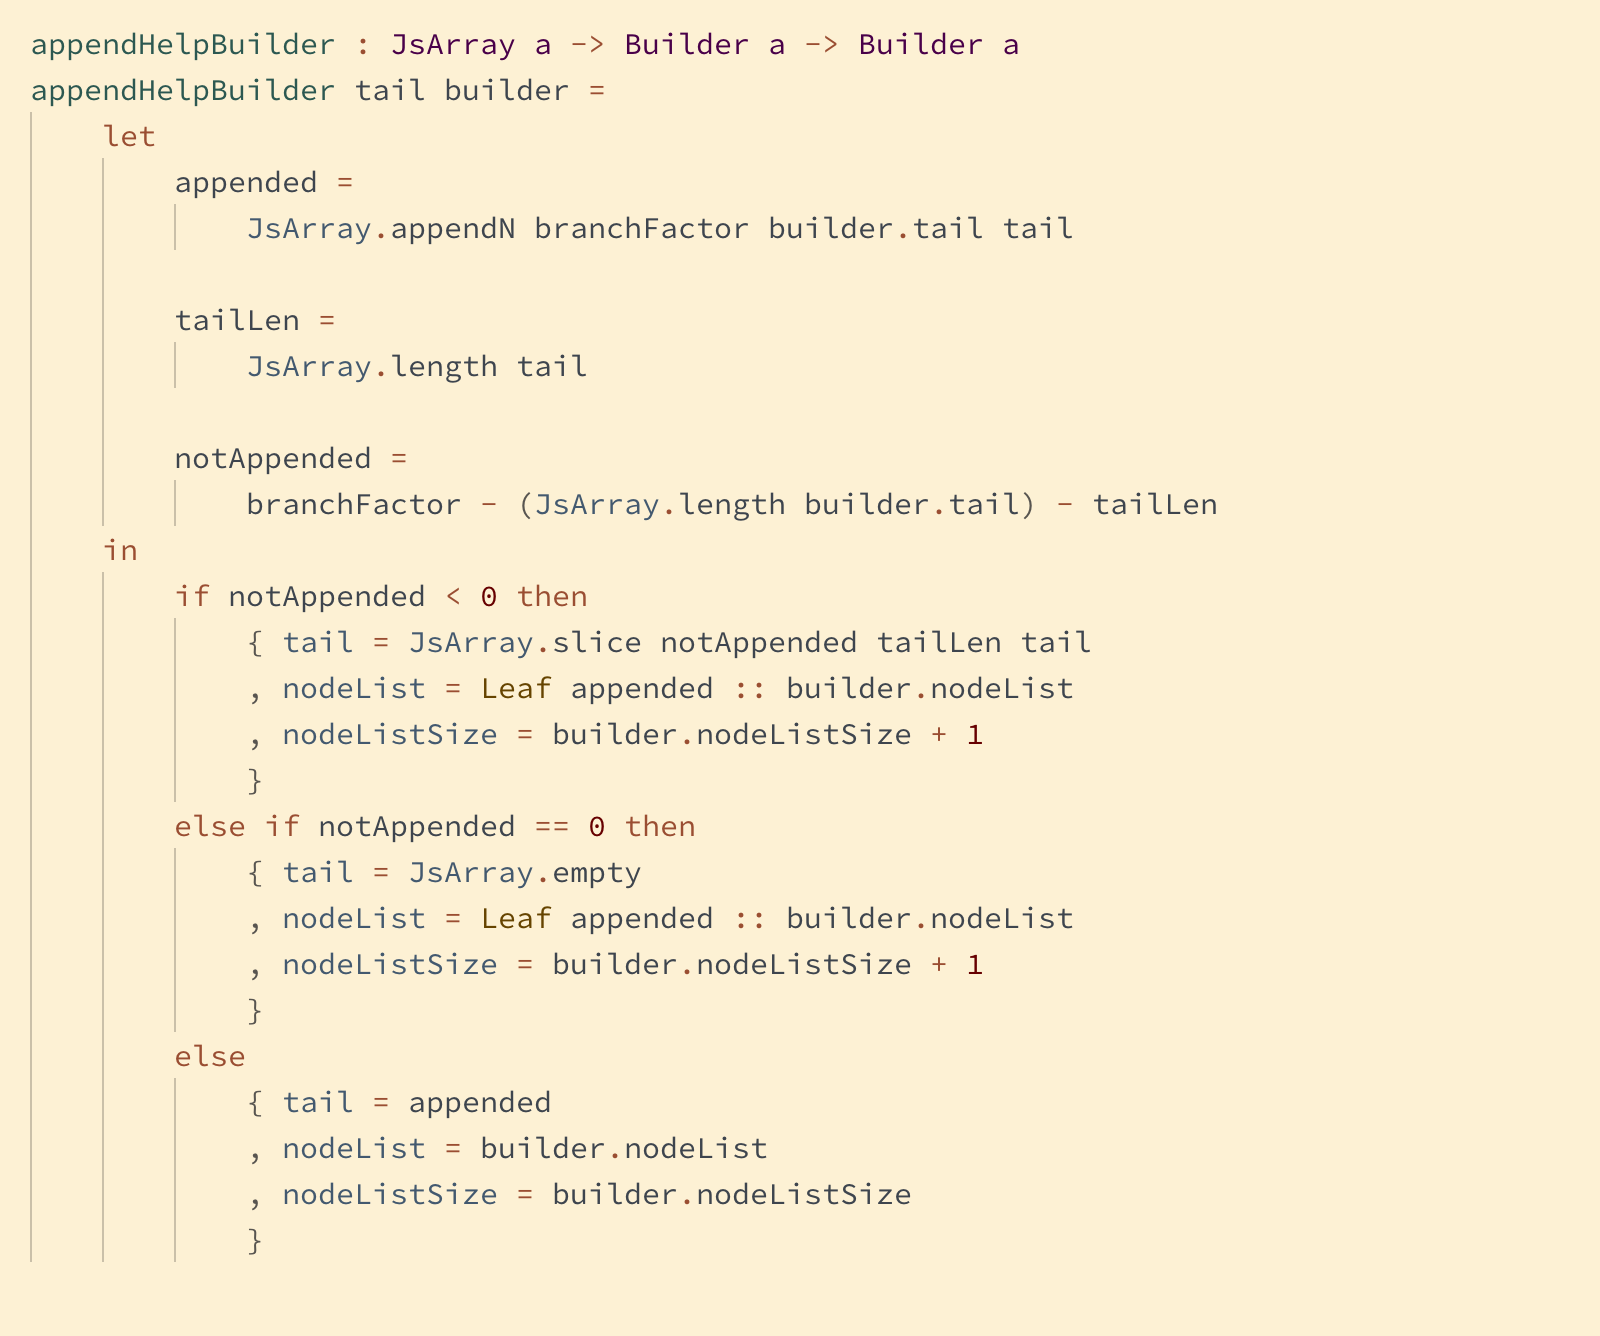 appendHelpBuilder : JsArray a -> Builder a -> Builder a
appendHelpBuilder tail builder =
    let
        appended =
            JsArray.appendN branchFactor builder.tail tail

        tailLen =
            JsArray.length tail

        notAppended =
            branchFactor - (JsArray.length builder.tail) - tailLen
    in
        if notAppended < 0 then
            { tail = JsArray.slice notAppended tailLen tail
            , nodeList = Leaf appended :: builder.nodeList
            , nodeListSize = builder.nodeListSize + 1
            }
        else if notAppended == 0 then
            { tail = JsArray.empty
            , nodeList = Leaf appended :: builder.nodeList
            , nodeListSize = builder.nodeListSize + 1
            }
        else
            { tail = appended
            , nodeList = builder.nodeList
            , nodeListSize = builder.nodeListSize
            }